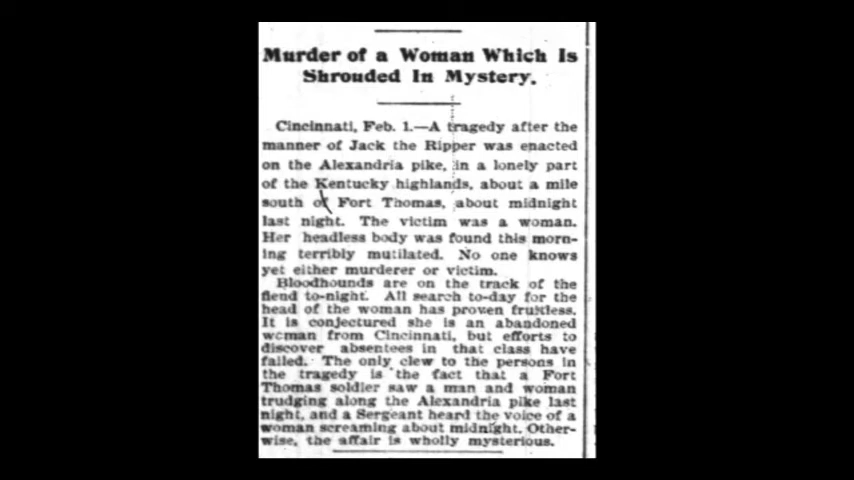 Murder of a Woman Which Is
Shrouded In Mystery.
Cincinnati, Feb. 1.—A tragedy after the
manner of Jack the Ripper was enacted
on the Alexandria pike, in a lonely part
of the Kentucky highlands, about a mile
south of Fort Thomas, about midnight
last night. The victim was a woman.
Her headless body was found this morn-
ing terribly mutilated. No one knows
yet either murderer or victim.
Bloodhounds are on the track of the
fiend to-night. All search to-day for the
head of the woman has proven fruitless.
It is conjectured she is an abandoned
woman from Cincinnati, but efforts to
discover absentees in that class have
failed. The only clew to the persons in
the tragedy is the fact that a Fort
Thomas soldier saw a man and woman
trudging along the Alexandria pike last
night, and a Sergeant heard the voice of a
woman screaming about midnight. Other-
wise, the affair is wholly mysterious.